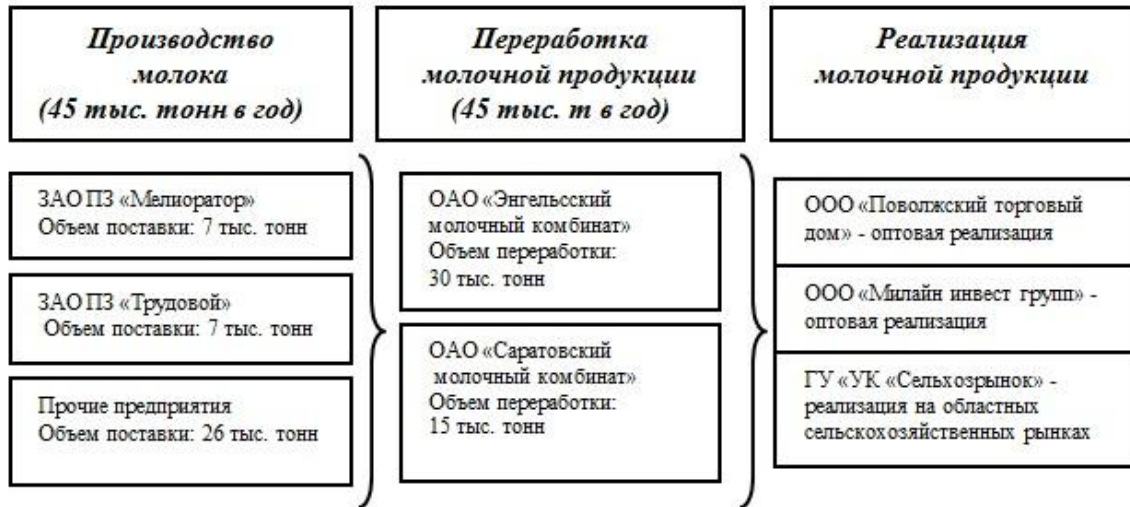 Производство
молока
(45 тыс. тонн в год)
Переработка
молочной продукции
(45 тыс. т в год)
Реализация
молочной продукции
ЗАО ПЗ «Мелиоратор»
Объем поставки: 7 тыс. тонн
ЗАО ПЗ «Трудовой»
Объем поставки: 7 тыс. тонн
Прочие предприятия
Объем поставки: 26 тыс. тонн
ОАО «Энгельсский
молочный комбинат»
Объем переработки:
30 тыс. тонн
ОАО «Саратовский
молочный комбинат»
Объем переработки:
15 тыс. тонн
ООО «Поволжский торговый
дом» - оптовая реализация
ООО «Милайн инвест групп» -
оптовая реализация
ГУ «УК «Сельхозрынок» -
реализация на областных
сельскохозяйственных рынках